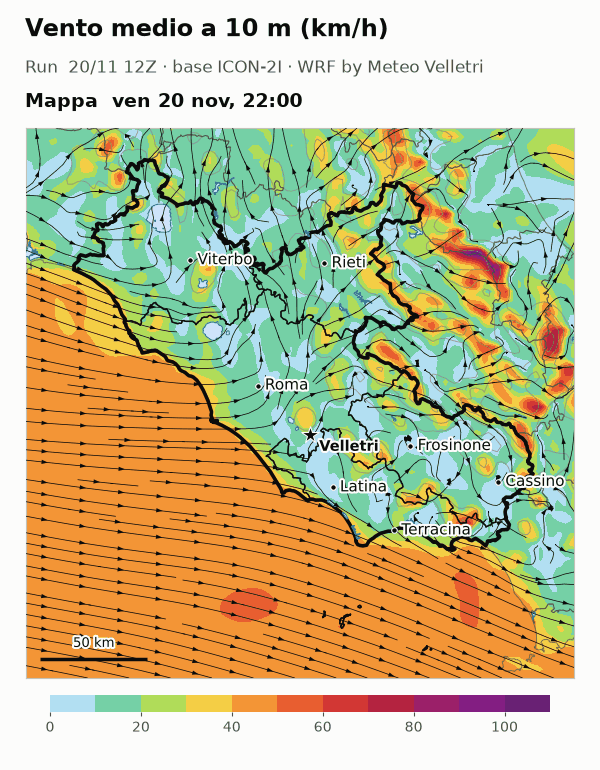 Vento medio a 10 m (km/h)
Run  20/11 12Z · base ICON-2I · WRF by Meteo Velletri
Mappa  ven 20 nov, 22:00
Viterbo
Rieti
Roma
Velletri
Frosinone
Latina
Cassino
Terracina
50 km
0 20 40 60 80 100